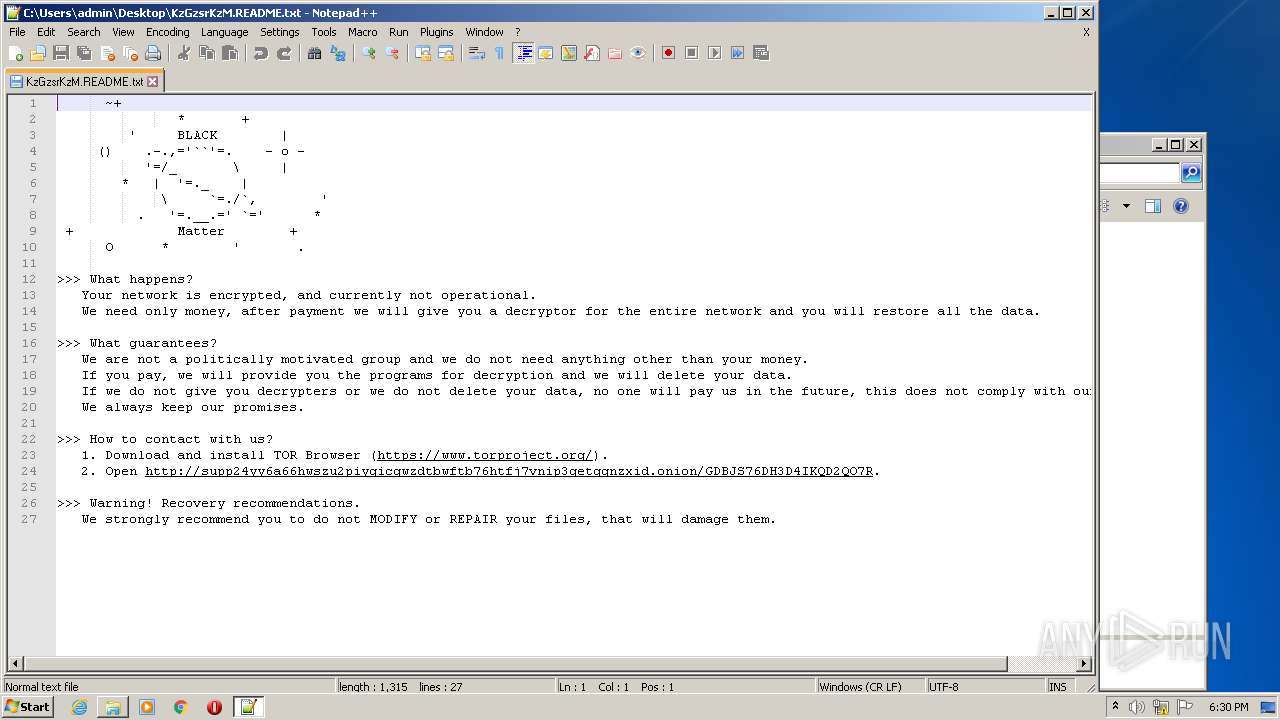 C:\Users\admin\Desktop\KzGzsrKzM.README.txt - Notepad++
File Edit Search View Encoding Language Settings Tools Macro Run Plugins Window ? X
KzGzsrKzM.README.txt
1 ~+
2 * +
3 ' BLACK |
4 () .-.,='``'=. - o -
5 '=/_ \ |
6 * | '=._ |
7 \ `=./`, '
8 . '=.__.=' `=' *
9 + Matter +
10 O * ' .
11
12 >>> What happens?
13 Your network is encrypted, and currently not operational.
14 We need only money, after payment we will give you a decryptor for the entire network and you will restore all the data.
15
16 >>> What guarantees?
17 We are not a politically motivated group and we do not need anything other than your money.
18 If you pay, we will provide you the programs for decryption and we will delete your data.
19 If we do not give you decrypters or we do not delete your data, no one will pay us in the future, this does not comply with ou
20 We always keep our promises.
21
22 >>> How to contact with us?
23 1. Download and install TOR Browser (https://www.torproject.org/).
24 2. Open http://supp24yy6a66hwszu2piygicgwzdtbwftb76htfj7vnip3getgqnzxid.onion/GDBJS76DH3D4IKQD2QO7R.
25
26 >>> Warning! Recovery recommendations.
27 We strongly recommend you to do not MODIFY or REPAIR your files, that will damage them.
ANY RUN
Normal text file length : 1,315 lines : 27 Ln : 1 Col : 1 Pos : 1 Windows (CR LF) UTF-8 INS
Start 6:30 PM